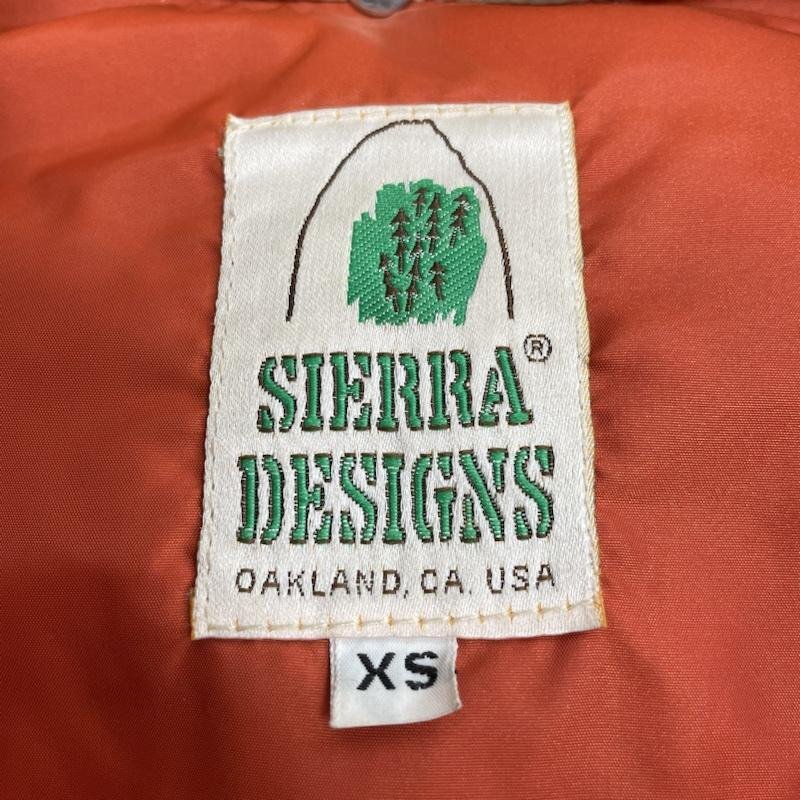 SIERRA®
DESIGNS
OAKLAND, CA. USA
XS